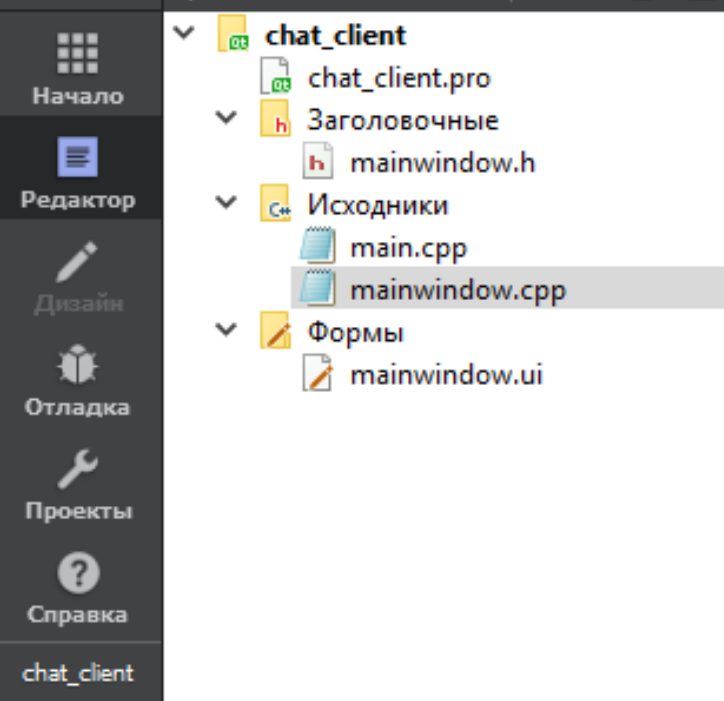 Начало
Редактор
Дизайн
Отладка
Проекты
Справка
chat_client
chat_client
chat_client.pro
Заголовочные
mainwindow.h
Исходники
main.cpp
mainwindow.cpp
Формы
mainwindow.ui